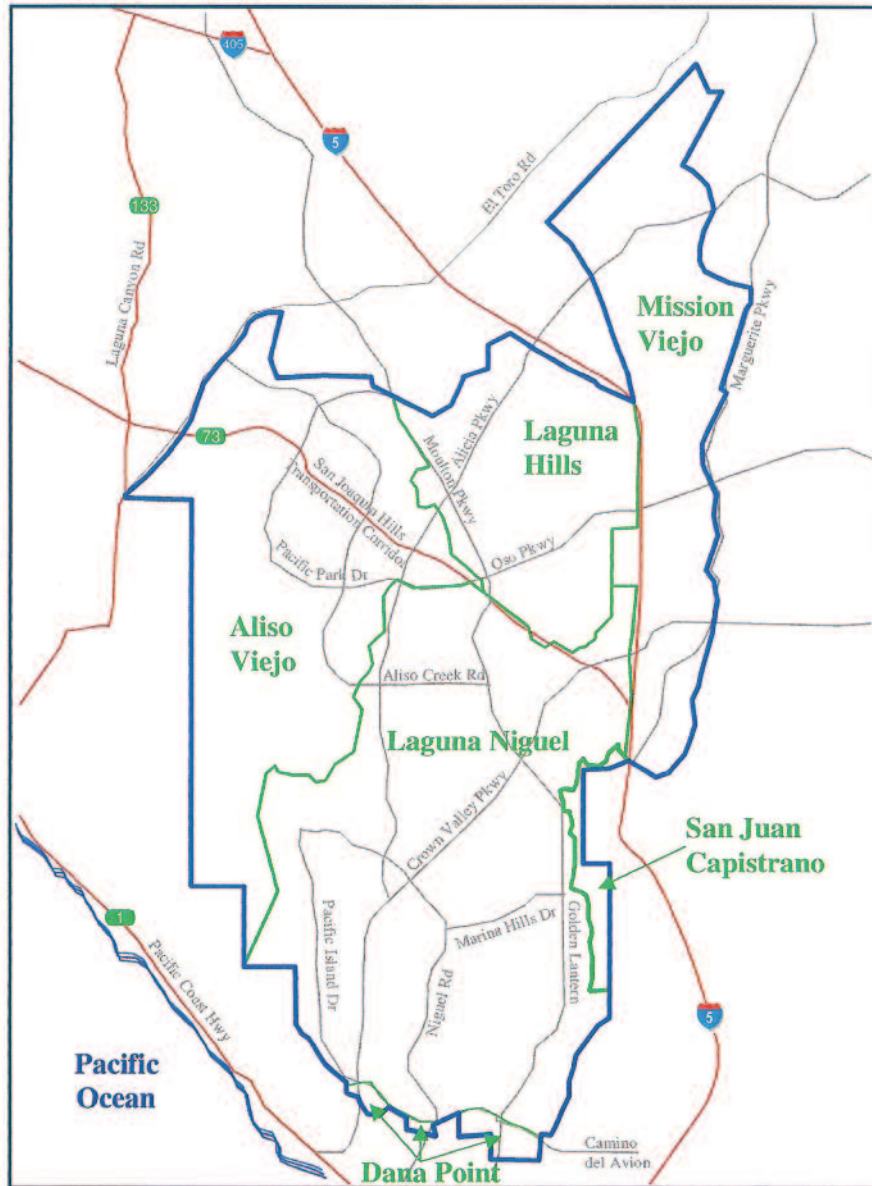 405
5
El Toro Rd
133
Laguna Canyon Rd
Mission
Viejo
Marguerite Pkwy
Laguna
Hills
Alicia Pkwy
Moulton Pkwy
73
San Joaquin Hills
Transportation Corridor
Oso Pkwy
Pacific Park Dr
Aliso
Viejo
Aliso Creek Rd
Laguna Niguel
Crown Valley Pkwy
San Juan
Capistrano
1
Pacific Coast Hwy
Pacific Island Dr
Marina Hills Dr
Golden Lantern
Niguel Rd
5
Pacific
Ocean
Dana Point
Camino
del Avion